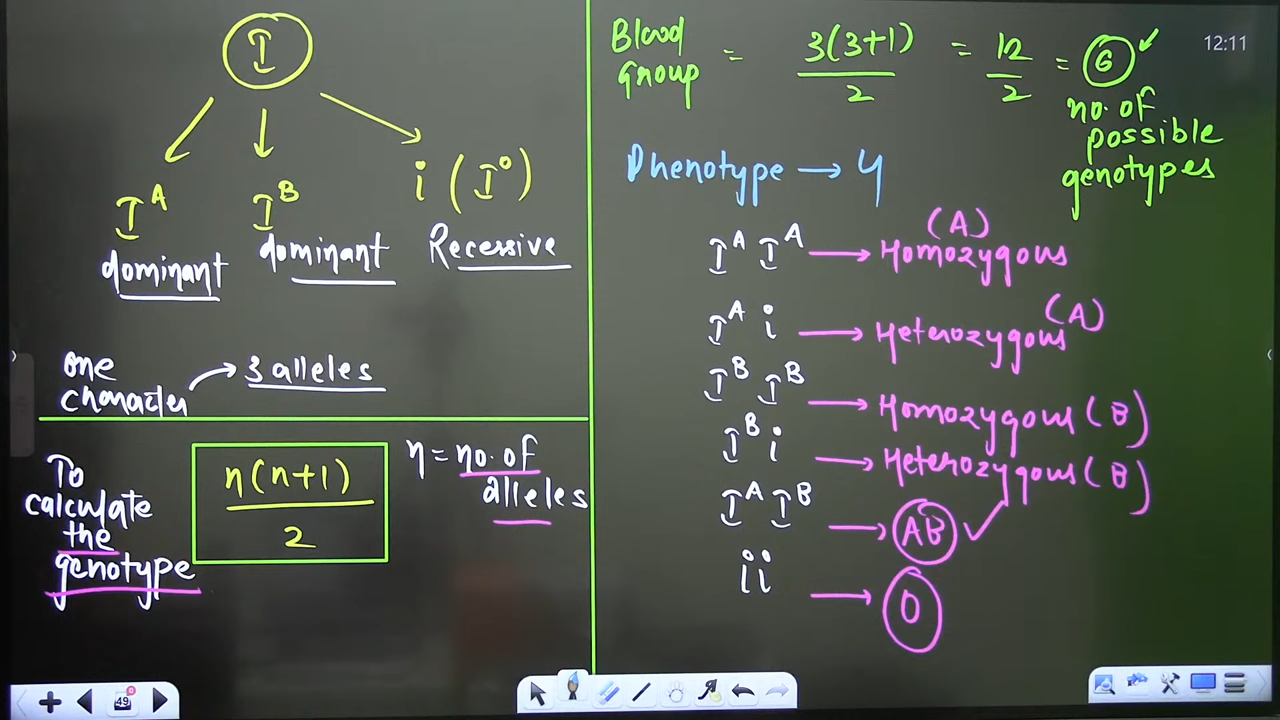 I
I^A I^B i (I^o)
dominant dominant Recessive
one
character → 3 alleles
To
calculate
the
genotype
n(n+1)
2
n = no. of
alleles
Blood
Group = 3(3+1)/2 = 12/2 = 6
no. of
possible
genotypes
Phenotype → 4
I^A I^A → Homozygous (A)
I^A i → Heterozygous (A)
I^B I^B → Homozygous (B)
I^B i → Heterozygous (B)
I^A I^B → AB ✓
ii → O
12:11
49
0